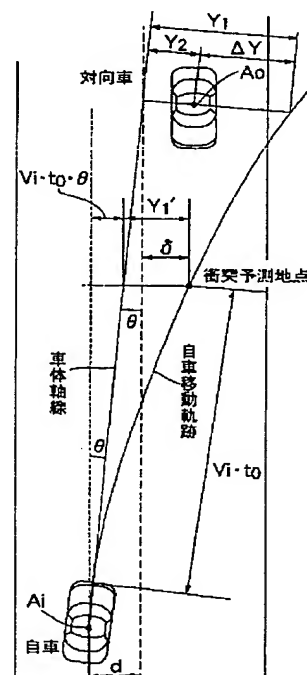 Y₁
Y₂
ΔY
対向車
Ao
Vi·to·θ
Y₁'
δ
衝突予測地点
θ
車体軸線
自車移動軌跡
θ
Vi·to
Ai
自車
d